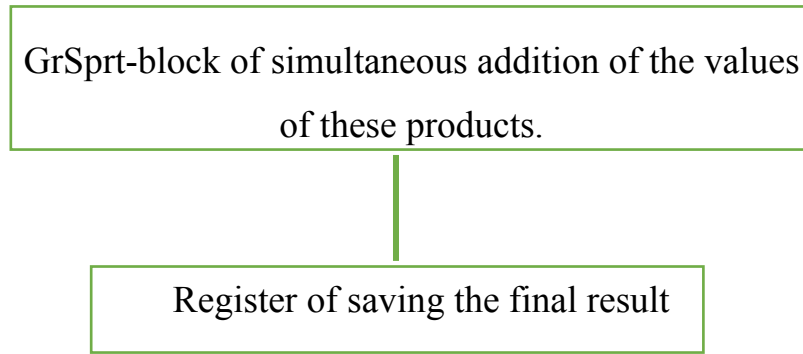 GrSprt-block of simultaneous addition of the values
of these products.
Register of saving the final result